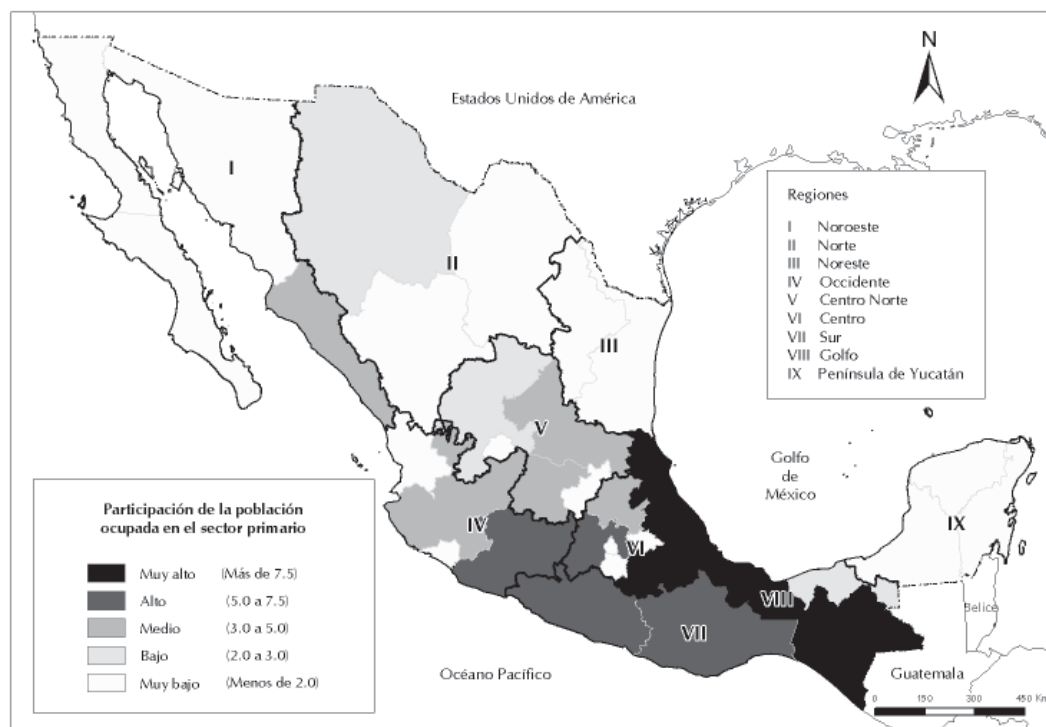 N
Estados Unidos de América
I
II
III
IV
V
VI
VII
VIII
IX
Regiones
I Noroeste
II Norte
III Noreste
IV Occidente
V Centro Norte
VI Centro
VII Sur
VIII Golfo
IX Península de Yucatán
Golfo
de
México
Belice
Guatemala
Océano Pacífico
0 150 300 450 Km
Participación de la población
ocupada en el sector primario
Muy alto (Más de 7.5)
Alto (5.0 a 7.5)
Medio (3.0 a 5.0)
Bajo (2.0 a 3.0)
Muy bajo (Menos de 2.0)